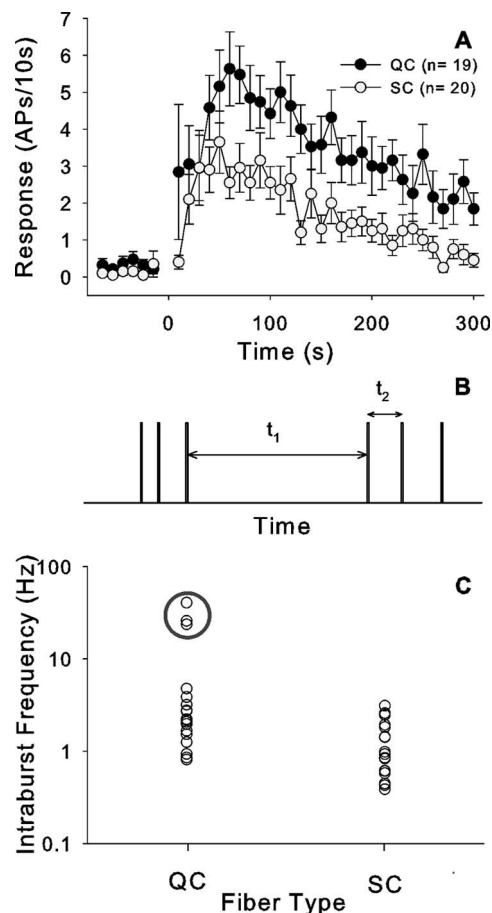 7
6
5
4
3
2
1
0
Response (APs/10s)
A
QC (n= 19)
SC (n= 20)
0 100 200 300
Time (s)
B
t1
t2
Time
C
100
10
1
0.1
Intraburst Frequency (Hz)
QC SC
Fiber Type